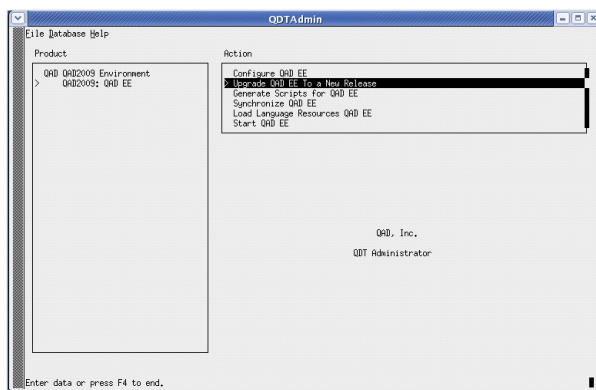 QDTAdmin
File Database Help
Product
QAD QAD2009 Environment
> QAD2009: QAD EE
Action
Configure QAD EE
> Upgrade QAD EE To a New Release
Generate Scripts for QAD EE
Synchronize QAD EE
Load Language Resources QAD EE
Start QAD EE
QAD, Inc.
QDT Administrator
Enter data or press F4 to end.